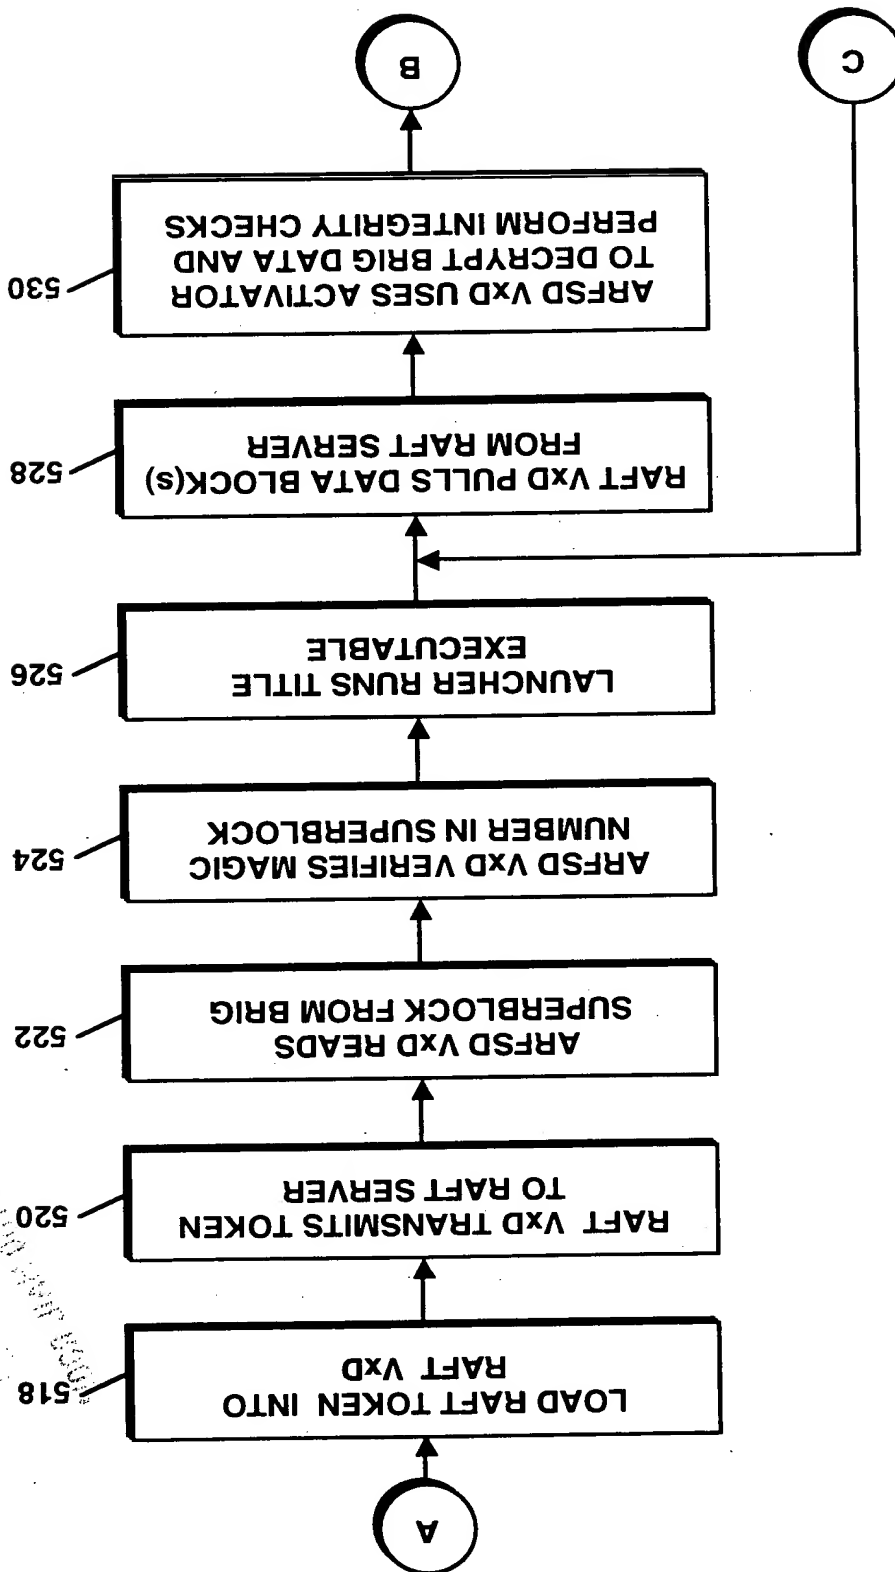 A
LOAD RAFT TOKEN INTO
RAFT VxD
518
RAFT VxD TRANSMITS TOKEN
TO RAFT SERVER
520
ARFSD VxD READS
SUPERBLOCK FROM BRIG
522
ARFSD VxD VERIFIES MAGIC
NUMBER IN SUPERBLOCK
524
LAUNCHER RUNS TITLE
EXECUTABLE
526
RAFT VxD PULLS DATA BLOCK(s)
FROM RAFT SERVER
528
ARFSD VxD USES ACTIVATOR
TO DECRYPT BRIG DATA AND
PERFORM INTEGRITY CHECKS
530
C
B